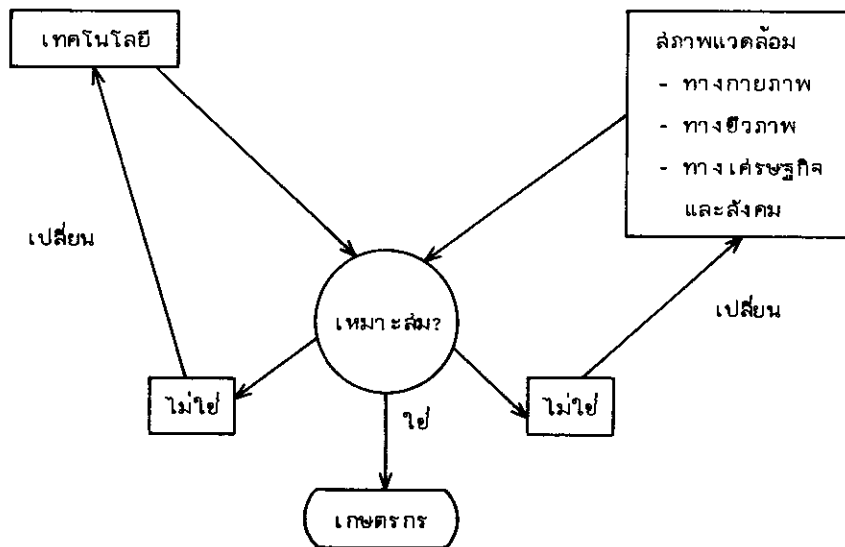 เทคโนโลยี
สภาพแวดล้อม
- ทางกายภาพ
- ทางชีวภาพ
- ทางเศรษฐกิจ
และสังคม
เปลี่ยน
เปลี่ยน
เหมาะสม?
ไม่ใช่
ใช่
ไม่ใช่
เกษตรกร